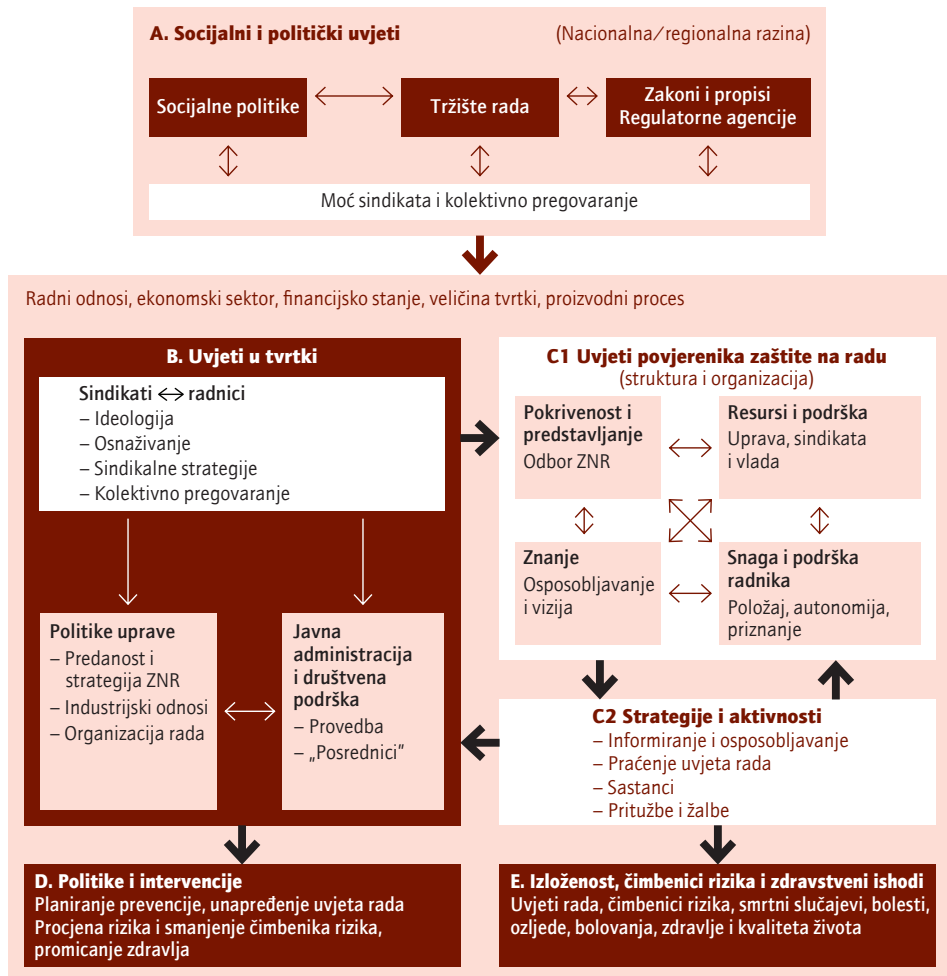 A. Socijalni i politički uvjeti (Nacionalna/regionalna razina)
Socijalne politike
Tržište rada
Zakoni i propisi
Regulatorne agencije
Moć sindikata i kolektivno pregovaranje
Radni odnosi, ekonomski sektor, financijsko stanje, veličina tvrtki, proizvodni proces
B. Uvjeti u tvrtki
Sindikati ↔ radnici
– Ideologija
– Osnaživanje
– Sindikalne strategije
– Kolektivno pregovaranje
Politike uprave
– Predanost i
strategija ZNR
– Industrijski odnosi
– Organizacija rada
Javna
administracija
i društvena
podrška
– Provedba
– „Posrednici“
C1 Uvjeti povjerenika zaštite na radu
(struktura i organizacija)
Pokrivenost i
predstavljanje
Odbor ZNR
Resursi i podrška
Uprava, sindikata
i vlada
Znanje
Osposobljavanje
i vizija
Snaga i podrška
radnika
Položaj, autonomija,
priznanje
C2 Strategije i aktivnosti
– Informiranje i osposobljavanje
– Praćenje uvjeta rada
– Sastanci
– Pritužbe i žalbe
D. Politike i intervencije
Planiranje prevencije, unapređenje uvjeta rada
Procjena rizika i smanjenje čimbenika rizika,
promicanje zdravlja
E. Izloženost, čimbenici rizika i zdravstveni ishodi
Uvjeti rada, čimbenici rizika, smrtni slučajevi, bolesti,
ozljede, bolovanja, zdravlje i kvaliteta života